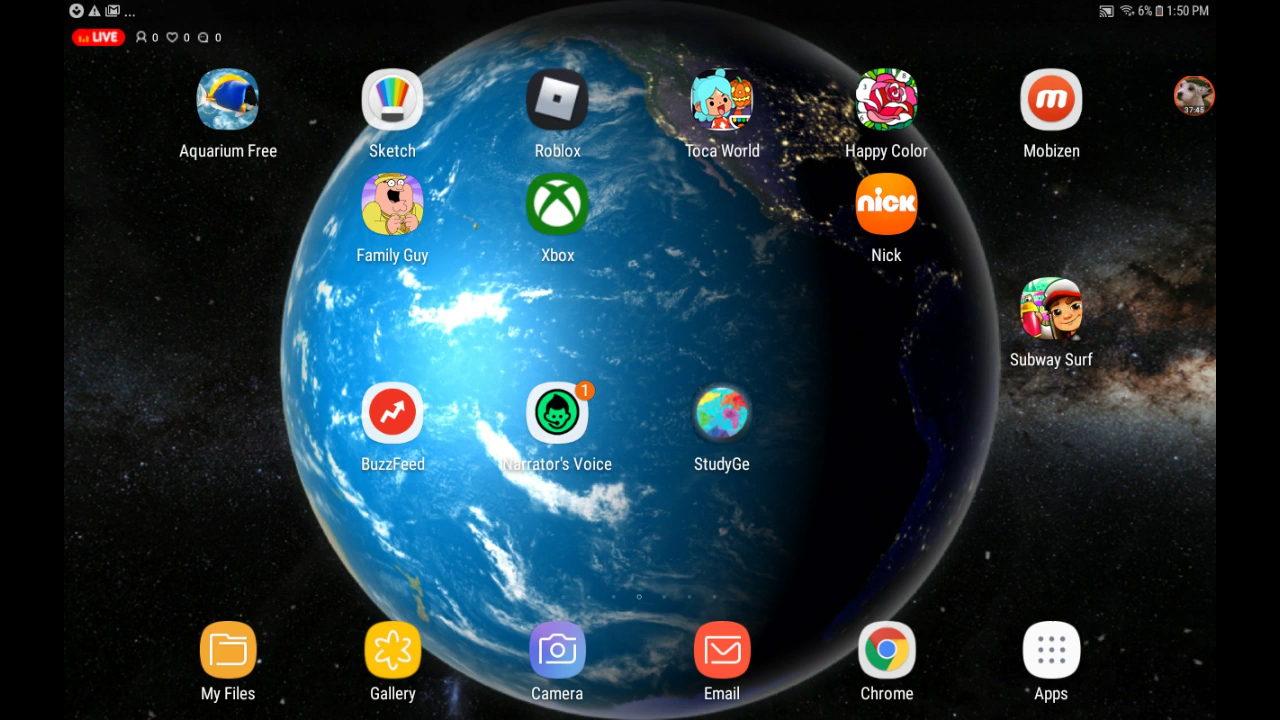 ... 6% 1:50 PM
LIVE 0 0 0
37:45
Aquarium Free Sketch Roblox Toca World Happy Color Mobizen
nick
Family Guy Xbox Nick
Subway Surf
1
BuzzFeed Narrator's Voice StudyGe
My Files Gallery Camera Email Chrome Apps